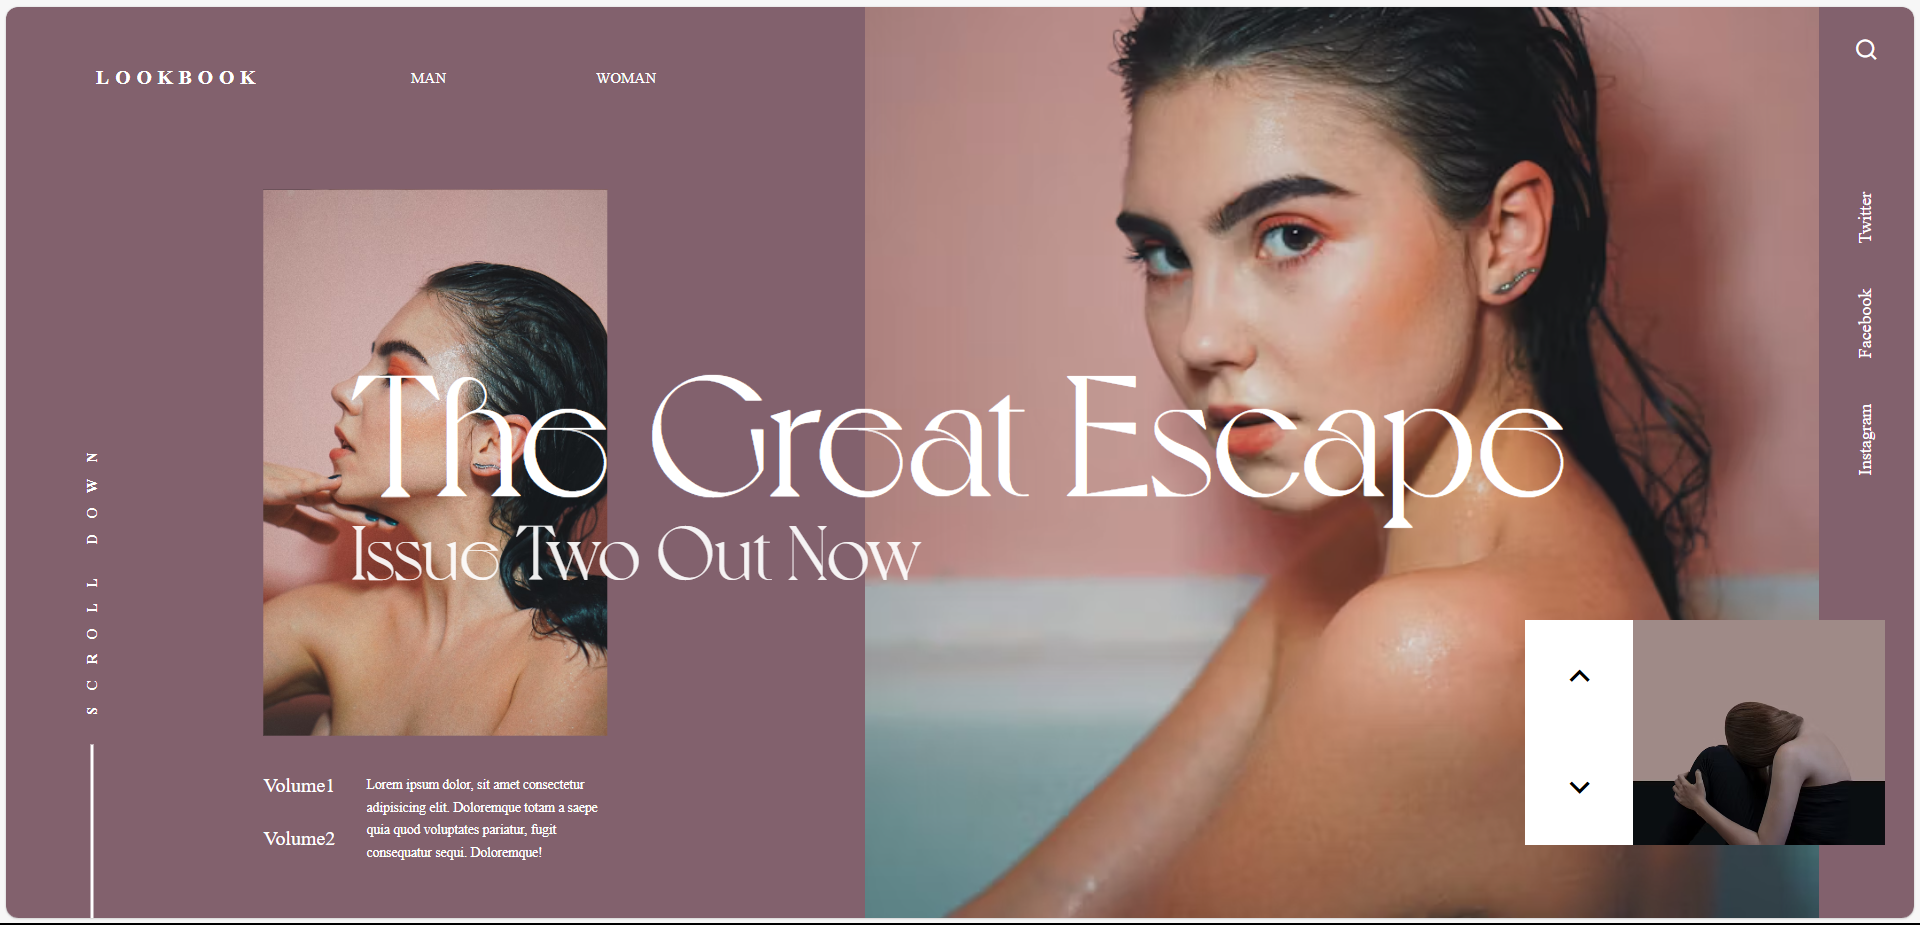 LOOKBOOK
MAN
WOMAN
Twitter
Facebook
Instagram
The Great Escape
Issue Two Out Now
SCROLL DOWN
Volume1
Volume2
Lorem ipsum dolor, sit amet consectetur
adipisicing elit. Doloremque totam a saepe
quia quod voluptates pariatur, fugit
consequatur sequi. Doloremque!